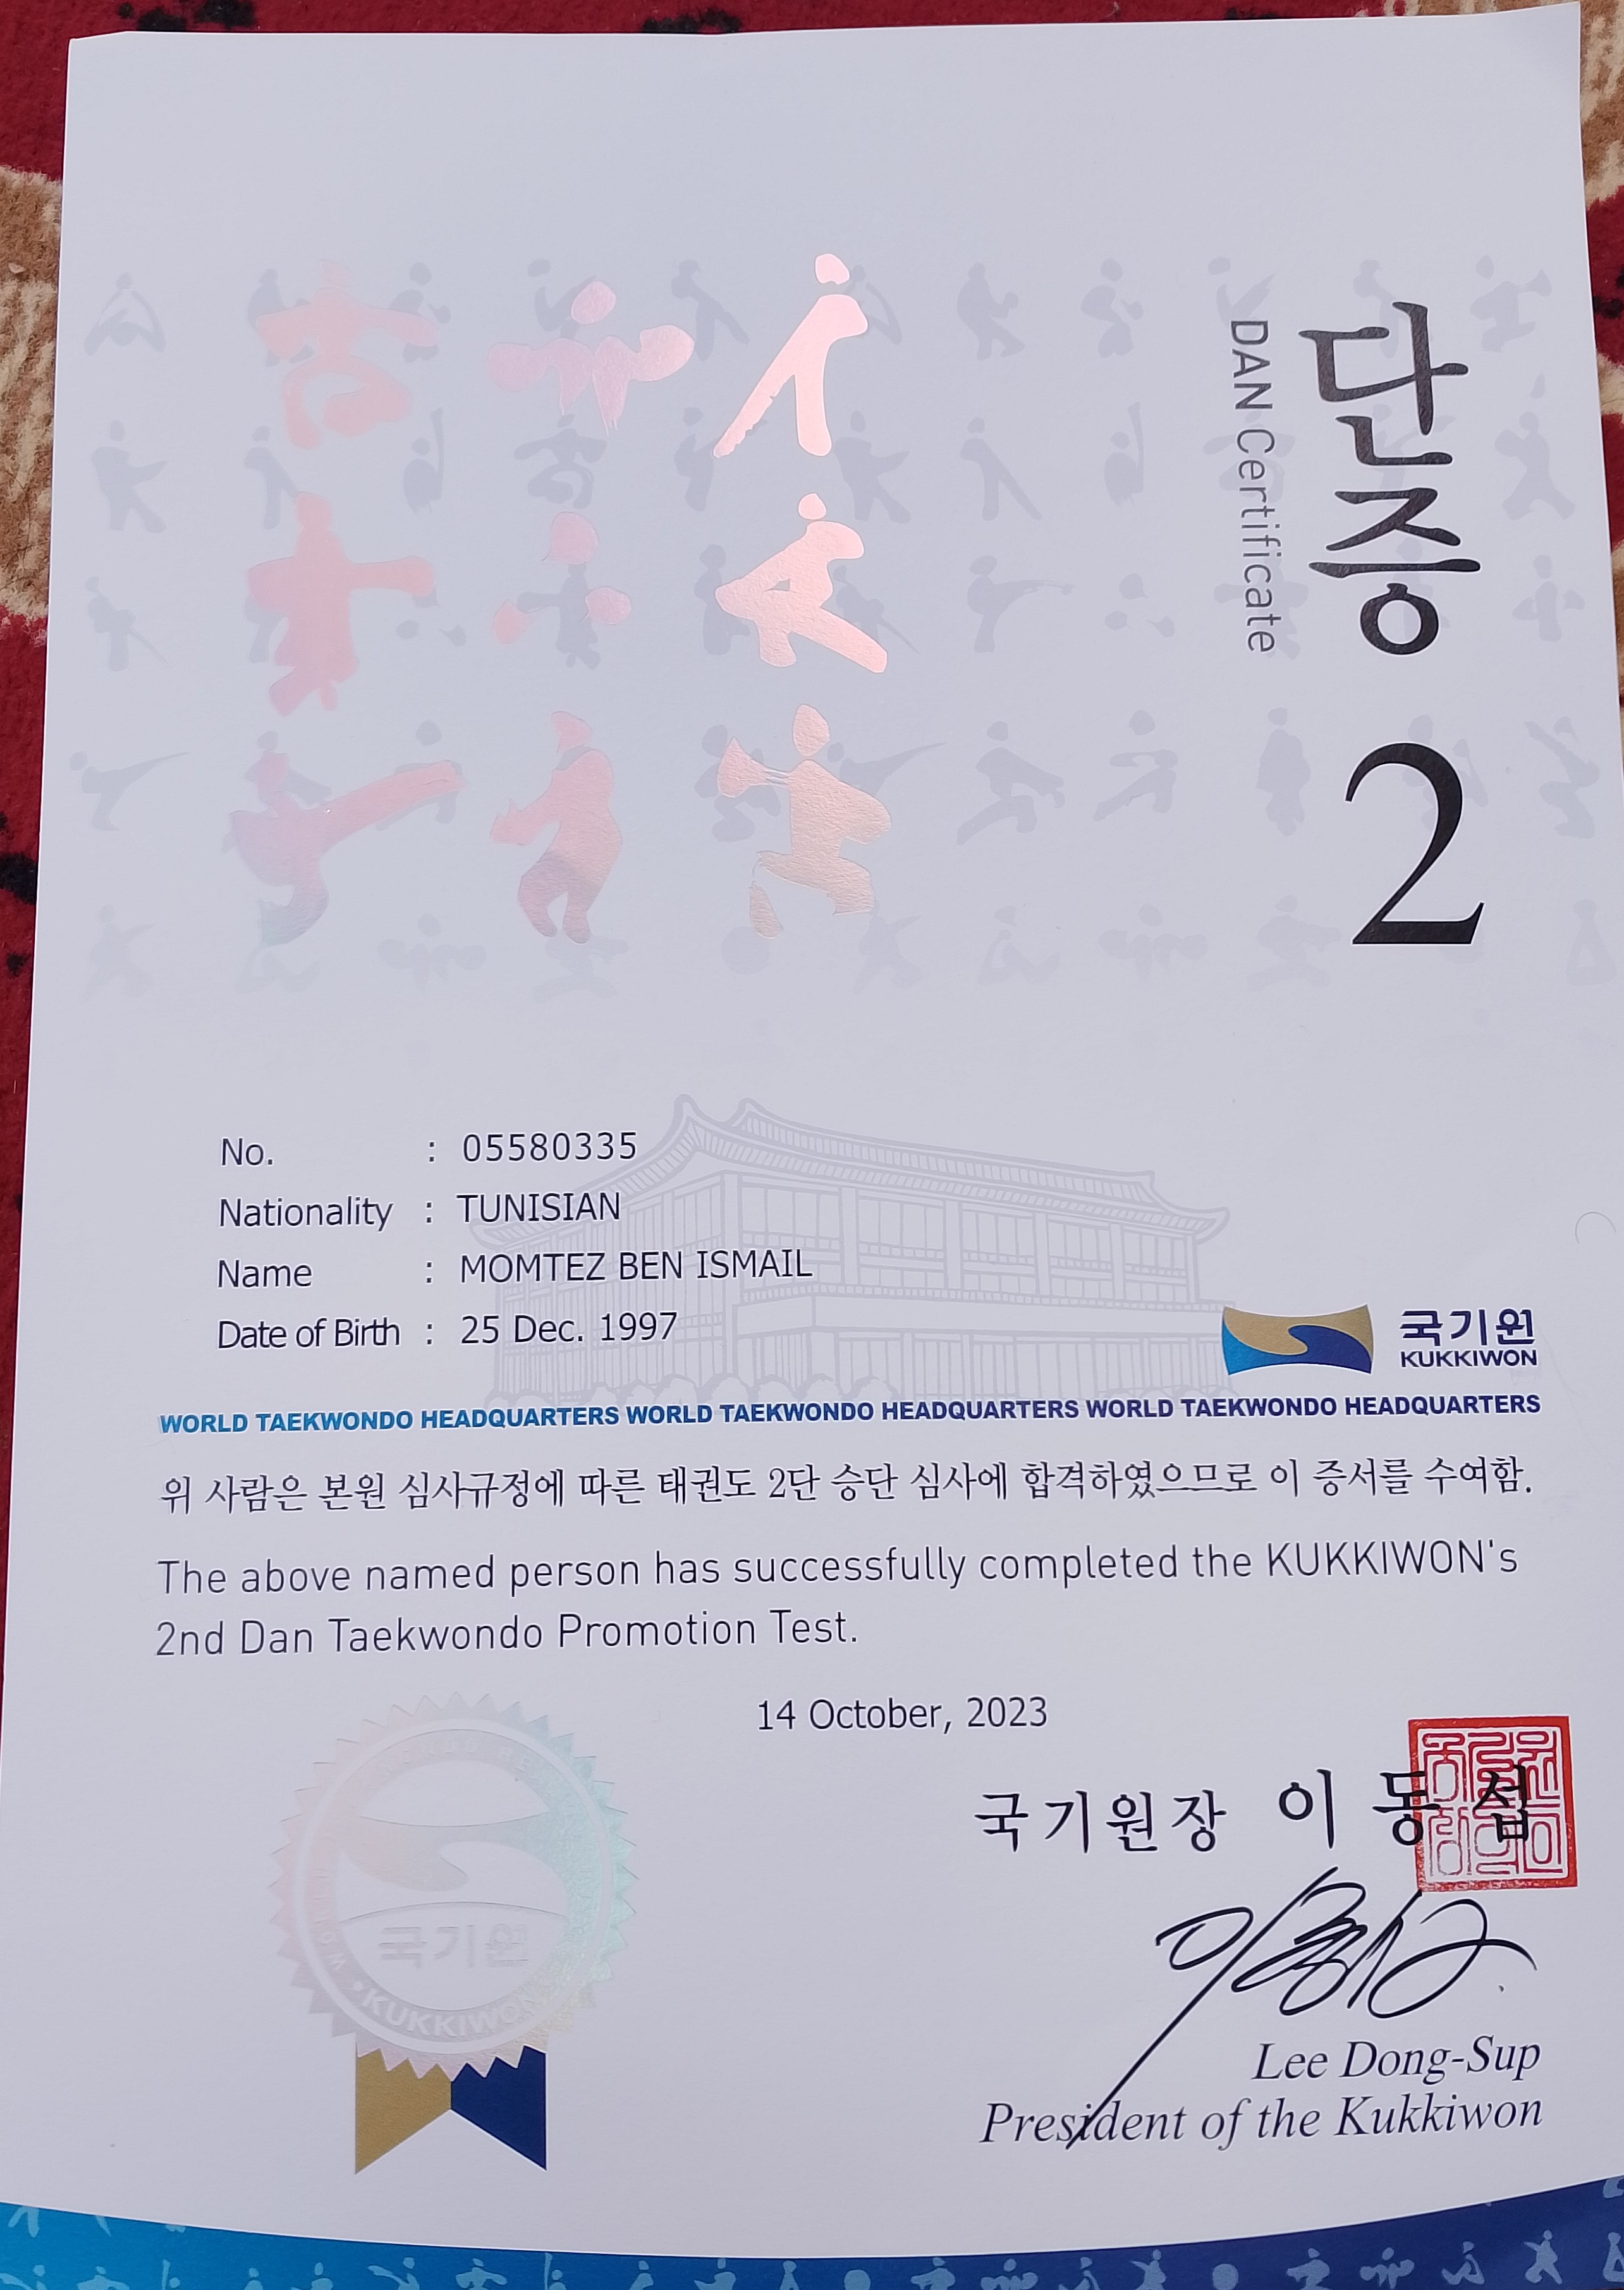 단증 2
DAN Certificate
No. : 05580335
Nationality : TUNISIAN
Name : MOMTEZ BEN ISMAIL
Date of Birth : 25 Dec. 1997
국기원
KUKKIWON
WORLD TAEKWONDO HEADQUARTERS WORLD TAEKWONDO HEADQUARTERS WORLD TAEKWONDO HEADQUARTERS
위 사람은 본원 심사규정에 따른 태권도 2단 승단 심사에 합격하였으므로 이 증서를 수여함.
The above named person has successfully completed the KUKKIWON's
2nd Dan Taekwondo Promotion Test.
14 October, 2023
국기원장 이동섭
Lee Dong-Sup
President of the Kukkiwon
국기원
KUKKIWON